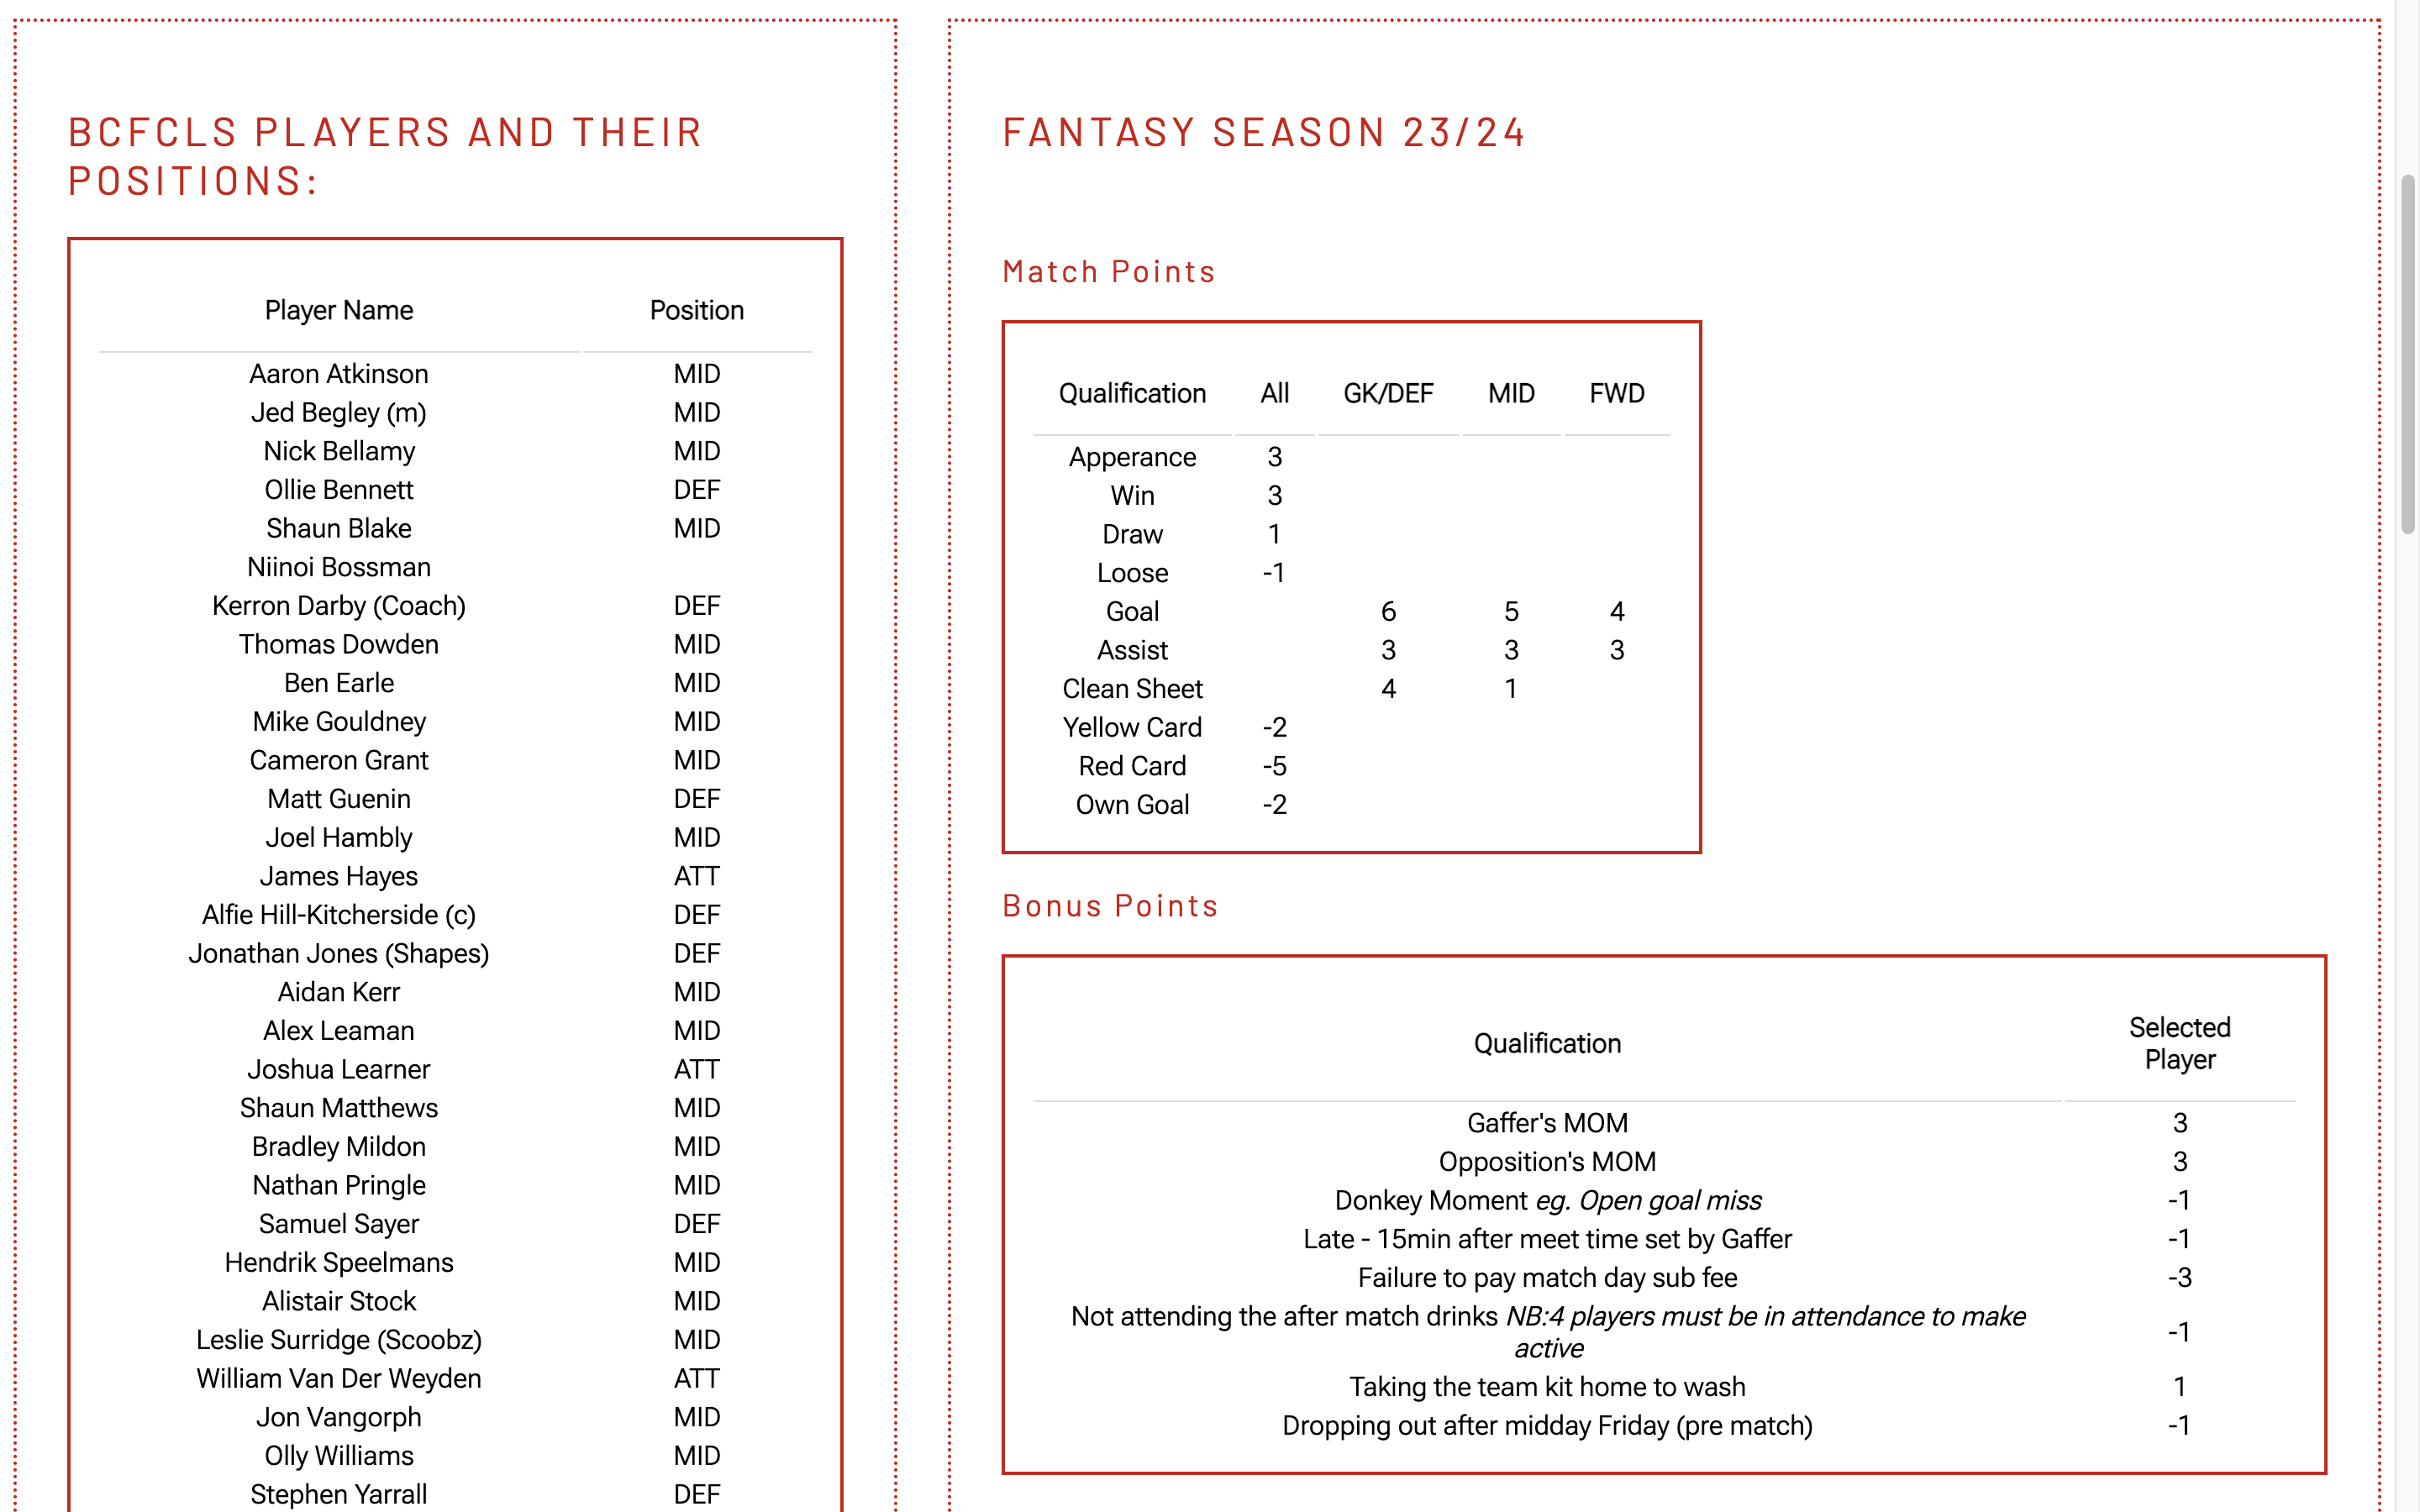 BCFCLS PLAYERS AND THEIR
POSITIONS:
Player Name Position
Aaron Atkinson MID
Jed Begley (m) MID
Nick Bellamy MID
Ollie Bennett DEF
Shaun Blake MID
Niinoi Bossman
Kerron Darby (Coach) DEF
Thomas Dowden MID
Ben Earle MID
Mike Gouldney MID
Cameron Grant MID
Matt Guenin DEF
Joel Hambly MID
James Hayes ATT
Alfie Hill-Kitcherside (c) DEF
Jonathan Jones (Shapes) DEF
Aidan Kerr MID
Alex Leaman MID
Joshua Learner ATT
Shaun Matthews MID
Bradley Mildon MID
Nathan Pringle MID
Samuel Sayer DEF
Hendrik Speelmans MID
Alistair Stock MID
Leslie Surridge (Scoobz) MID
William Van Der Weyden ATT
Jon Vangorph MID
Olly Williams MID
Stephen Yarrall DEF
FANTASY SEASON 23/24
Match Points
Qualification All GK/DEF MID FWD
Apperance 3
Win 3
Draw 1
Loose -1
Goal 6 5 4
Assist 3 3 3
Clean Sheet 4 1
Yellow Card -2
Red Card -5
Own Goal -2
Bonus Points
Qualification Selected
Player
Gaffer's MOM 3
Opposition's MOM 3
Donkey Moment eg. Open goal miss -1
Late - 15min after meet time set by Gaffer -1
Failure to pay match day sub fee -3
Not attending the after match drinks NB:4 players must be in attendance to make
active -1
Taking the team kit home to wash 1
Dropping out after midday Friday (pre match) -1